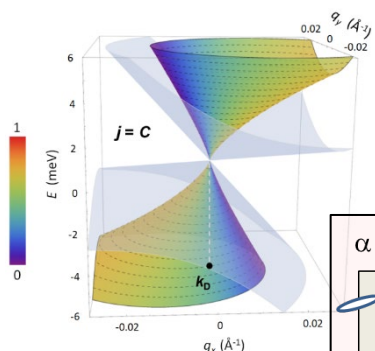 q_y (Å⁻¹)
0.02
0
-0.02
6
4
2
0
-2
-4
-6
E (meV)
j = C
1
0
k_D
-0.02
0
0.02
q_x (Å⁻¹)
α